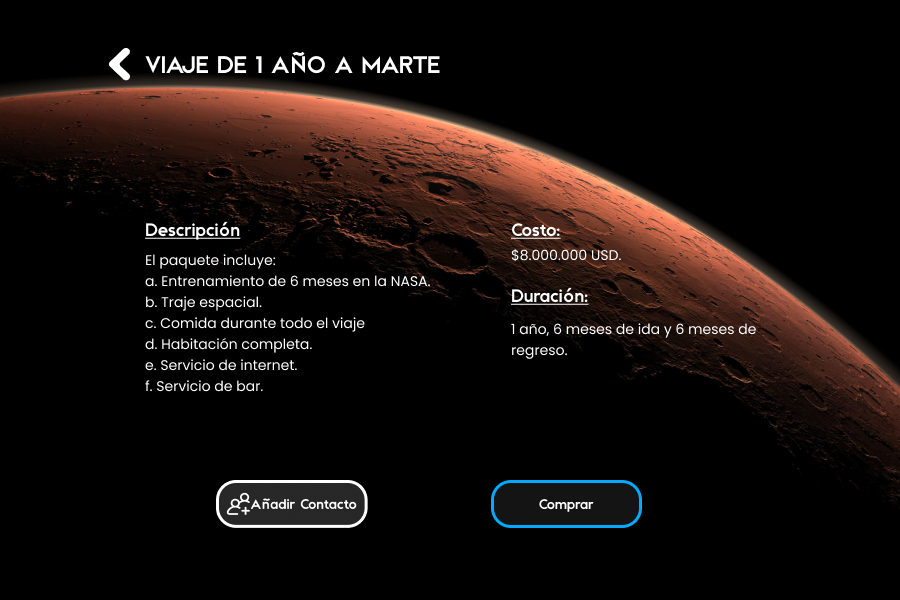 VIAJE DE 1 AÑO A MARTE
Descripción
El paquete incluye:
a. Entrenamiento de 6 meses en la NASA.
b. Traje espacial.
c. Comida durante todo el viaje
d. Habitación completa.
e. Servicio de internet.
f. Servicio de bar.
Costo:
$8.000.000 USD.
Duración:
1 año, 6 meses de ida y 6 meses de
regreso.
Añadir Contacto
Comprar